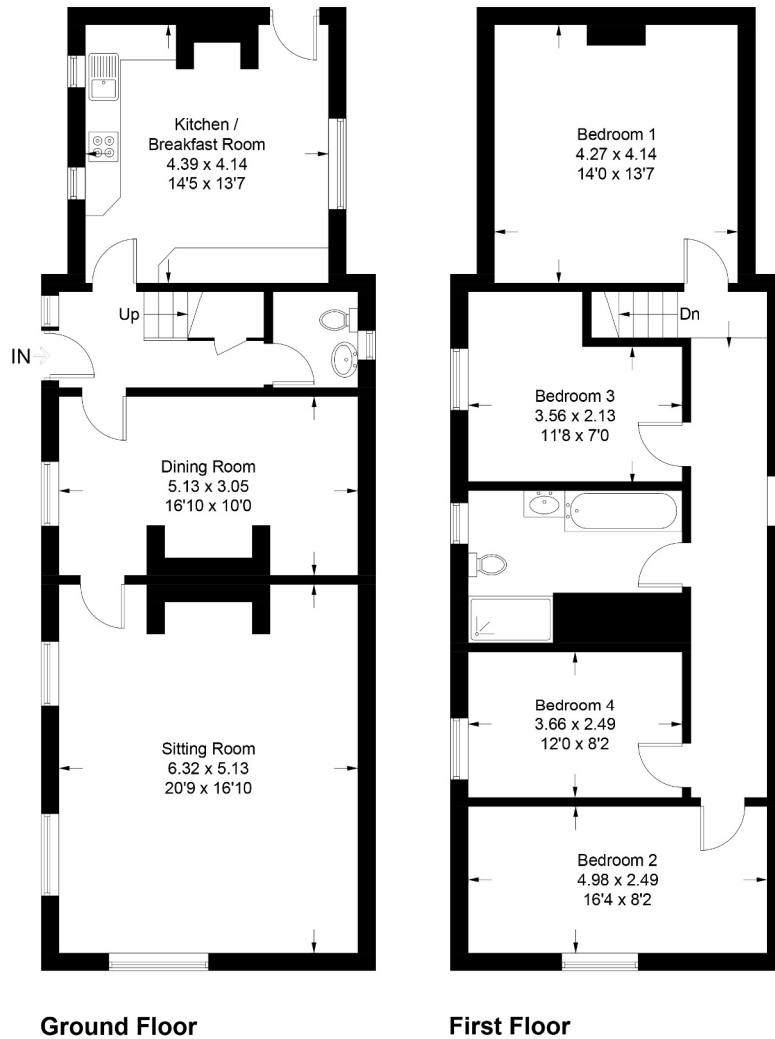 Kitchen /
Breakfast Room
4.39 x 4.14
14'5 x 13'7
Up
IN
Dining Room
5.13 x 3.05
16'10 x 10'0
Sitting Room
6.32 x 5.13
20'9 x 16'10
Ground Floor
Bedroom 1
4.27 x 4.14
14'0 x 13'7
Dn
Bedroom 3
3.56 x 2.13
11'8 x 7'0
Bedroom 4
3.66 x 2.49
12'0 x 8'2
Bedroom 2
4.98 x 2.49
16'4 x 8'2
First Floor